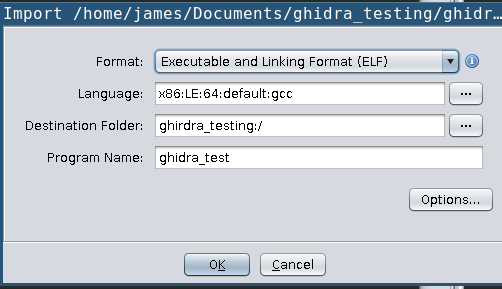 Import /home/james/Documents/ghidra_testing/ghidr...
Format: Executable and Linking Format (ELF)
Language: x86:LE:64:default:gcc ...
Destination Folder: ghirdra_testing:/ ...
Program Name: ghidra_test
Options...
OK Cancel